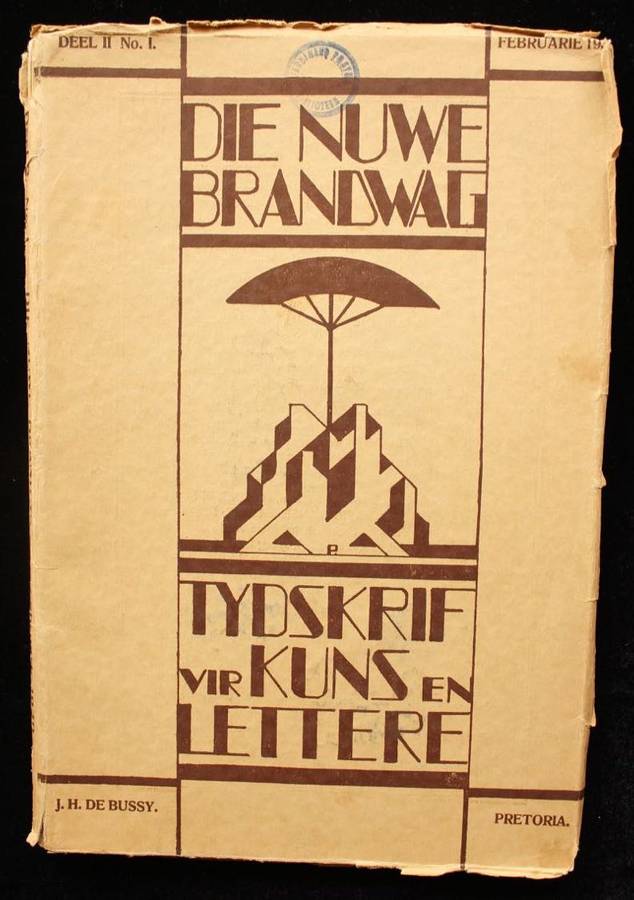 DEEL II No. I.
FEBRUARIE 19
DIE NUWE
BRANDWAG
P
TYDSKRIF
VIR KUNS EN
LETTERE
J. H. DE BUSSY.
PRETORIA.